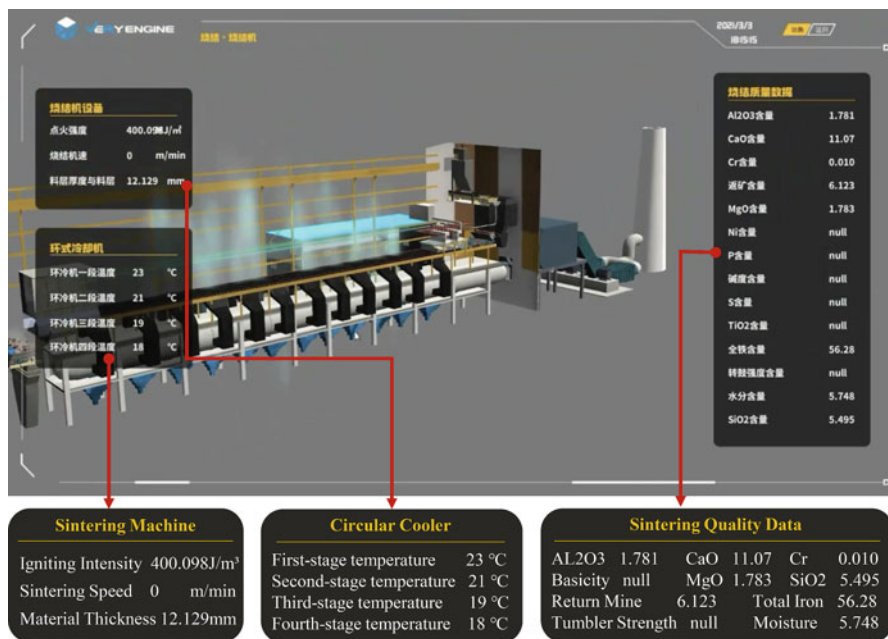 VERYENGINE
烧结 - 烧结机
2021/3/3
18:15:15
烧结机设备
点火强度 400.098MJ/㎡
烧结机速 0 m/min
料层厚度与料层 12.129 mm
环式冷却机
环冷机一段温度 23 ℃
环冷机二段温度 21 ℃
环冷机三段温度 19 ℃
环冷机四段温度 18 ℃
烧结质量数据
Al2O3含量 1.781
CaO含量 11.07
Cr含量 0.010
返矿含量 6.123
MgO含量 1.783
Ni含量 null
P含量 null
碱度含量 null
S含量 null
TiO2含量 null
全铁含量 56.28
转鼓强度含量 null
水分含量 5.748
SiO2含量 5.495
Sintering Machine
Igniting Intensity 400.098J/m³
Sintering Speed 0 m/min
Material Thickness 12.129mm
Circular Cooler
First-stage temperature 23 ℃
Second-stage temperature 21 ℃
Third-stage temperature 19 ℃
Fourth-stage temperature 18 ℃
Sintering Quality Data
AL2O3 1.781 CaO 11.07 Cr 0.010
Basicity null MgO 1.783 SiO2 5.495
Return Mine 6.123 Total Iron 56.28
Tumbler Strength null Moisture 5.748